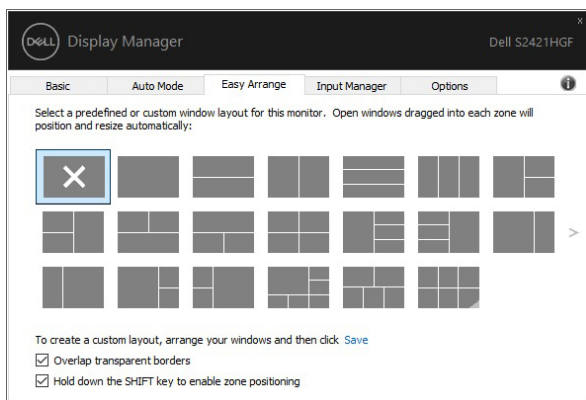 x
DELL Display Manager Dell S2421HGF
Basic Auto Mode Easy Arrange Input Manager Options
Select a predefined or custom window layout for this monitor. Open windows dragged into each zone will
position and resize automatically:
To create a custom layout, arrange your windows and then click Save
Overlap transparent borders
Hold down the SHIFT key to enable zone positioning